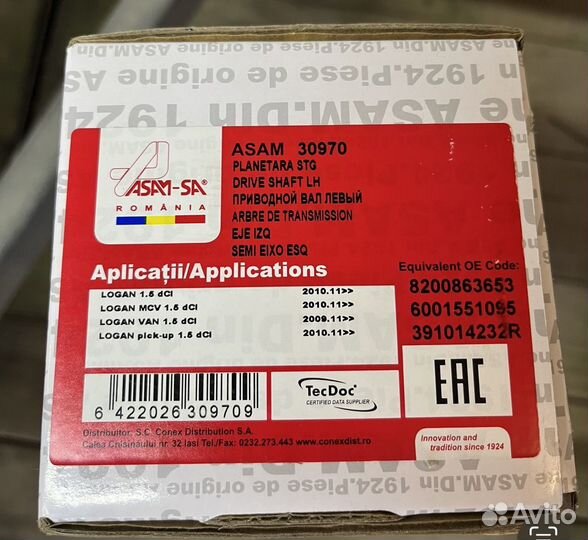 de origine ASAM.Din 1924.Piese de origine ASAM.Din
1924
ASAM.Din 1924.Piese de origine ASAM
ASAM-SA®
ROMÂNIA
ASAM 30970
PLANETARA STG
DRIVE SHAFT LH
ПРИВОДНОЙ ВАЛ ЛЕВЫЙ
ARBRE DE TRANSMISSION
EJE IZQ
SEMI EIXO ESQ
Aplicații/Applications
Equivalent OE Code:
LOGAN 1.5 dCI 2010.11>>
LOGAN MCV 1.5 dCI 2010.11>>
LOGAN VAN 1.5 dCI 2009.11>>
LOGAN pick-up 1.5 dCI 2010.11>>
8200863653
6001551095
391014232R
6 422026 309709
TecDoc®
CERTIFIED DATA SUPPLIER
EAC
Distribuitor: S.C. Conex Distribution S.A.
Calea Chisinaului nr. 32 Iasi Tel./Fax: 0232.273.443 www.conexdist.ro
Innovation and
tradition since 1924
Avito